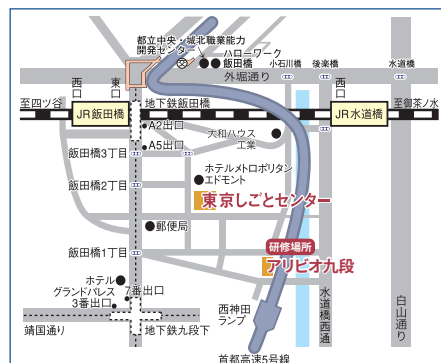 都立中央・城北職業能力
開発センター
ハローワーク
飯田橋
小石川橋
後楽橋
水道橋
外堀通り
西口
東口
西口
至四ツ谷
JR飯田橋
地下鉄飯田橋
JR水道橋
至御茶ノ水
A2出口
A5出口
大和ハウス
工業
飯田橋3丁目
飯田橋2丁目
ホテルメトロポリタン
エドモント
東京しごとセンター
郵便局
研修場所
飯田橋1丁目
アリビオ九段
ホテル
グランドパレス
7番出口
3番出口
西神田
ランプ
水道橋西通り
白山通り
靖国通り
地下鉄九段下
首都高速5号線